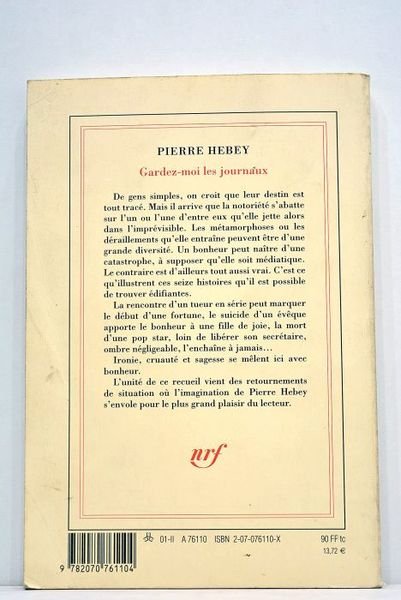 PIERRE HEBEY
Gardez-moi les journaux
De gens simples, on croit que leur destin est
tout tracé. Mais il arrive que la notoriété s'abatte
sur l'un ou l'une d'entre eux qu'elle jette alors
dans l'imprévisible. Les métamorphoses ou les
déraillements qu'elle entraîne peuvent être d'une
grande diversité. Un bonheur peut naître d'une
catastrophe, à supposer qu'elle soit médiatique.
Le contraire est d'ailleurs tout aussi vrai. C'est ce
qu'illustrent ces seize histoires qu'il est possible
de trouver édifiantes.
La rencontre d'un tueur en série peut marquer
le début d'une fortune, le suicide d'un évêque
apporte le bonheur à une fille de joie, la mort
d'une pop star, loin de libérer son secrétaire,
ombre négligeable, l'enchaîne à jamais...
Ironie, cruauté et sagesse se mêlent ici avec
bonheur.
L'unité de ce recueil vient des retournements
de situation où l'imagination de Pierre Hebey
s'envole pour le plus grand plaisir du lecteur.
nrf
01-II A 76110 ISBN 2-07-076110-X 90 FF tc
13,72 €
9 782070 761104